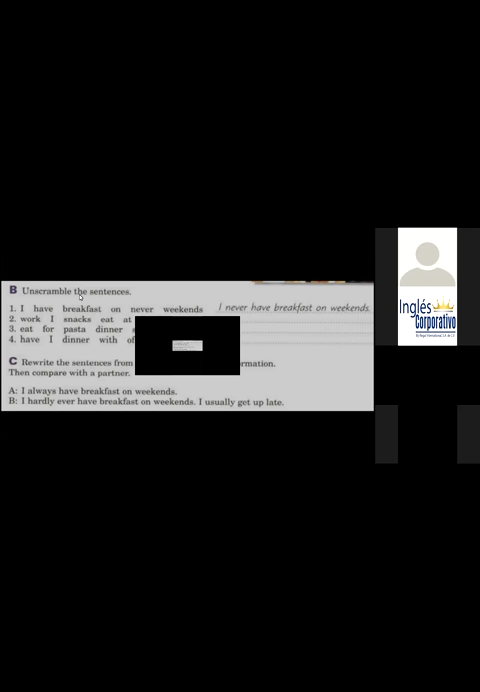 B Unscramble the sentences.
1. I have breakfast on never weekends I never have breakfast on weekends.
2. work I snacks eat at
3. eat for pasta dinner
4. have I dinner with
C Rewrite the sentences from
Then compare with a partner.
A: I always have breakfast on weekends.
B: I hardly ever have breakfast on weekends. I usually get up late.
Inglés
Corporativo